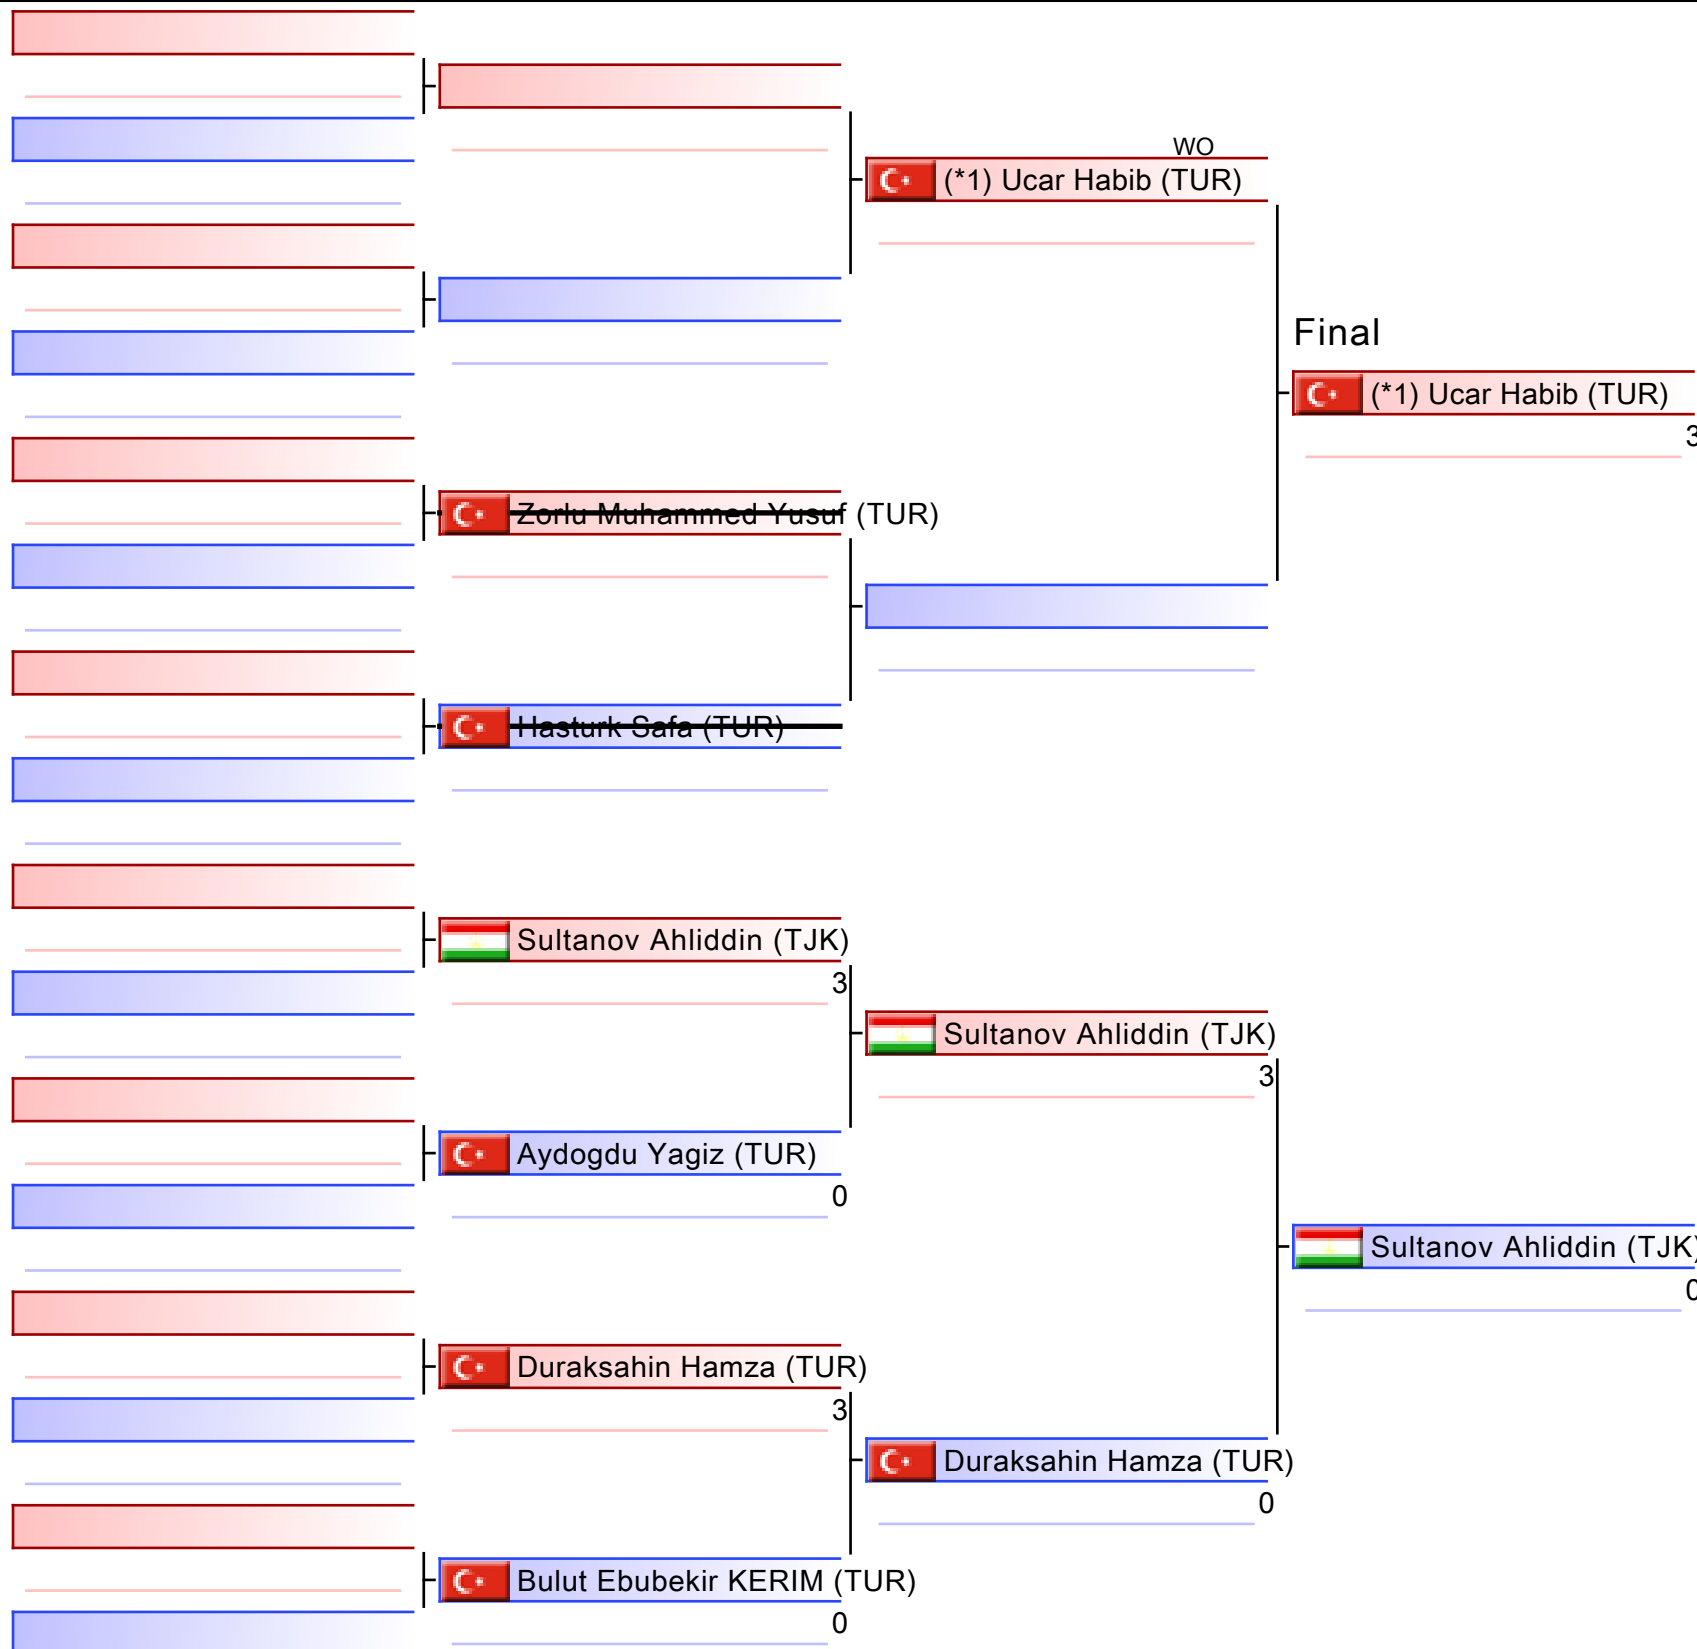 WO
(*1) Ucar Habib (TUR)
Final
(*1) Ucar Habib (TUR)
3
Zorlu Muhammed Yusuf (TUR)
Hasturk Safa (TUR)
Sultanov Ahliddin (TJK)
3
Sultanov Ahliddin (TJK)
3
Aydogdu Yagiz (TUR)
0
Sultanov Ahliddin (TJK)
0
Duraksahin Hamza (TUR)
3
Duraksahin Hamza (TUR)
0
Bulut Ebubekir KERIM (TUR)
0